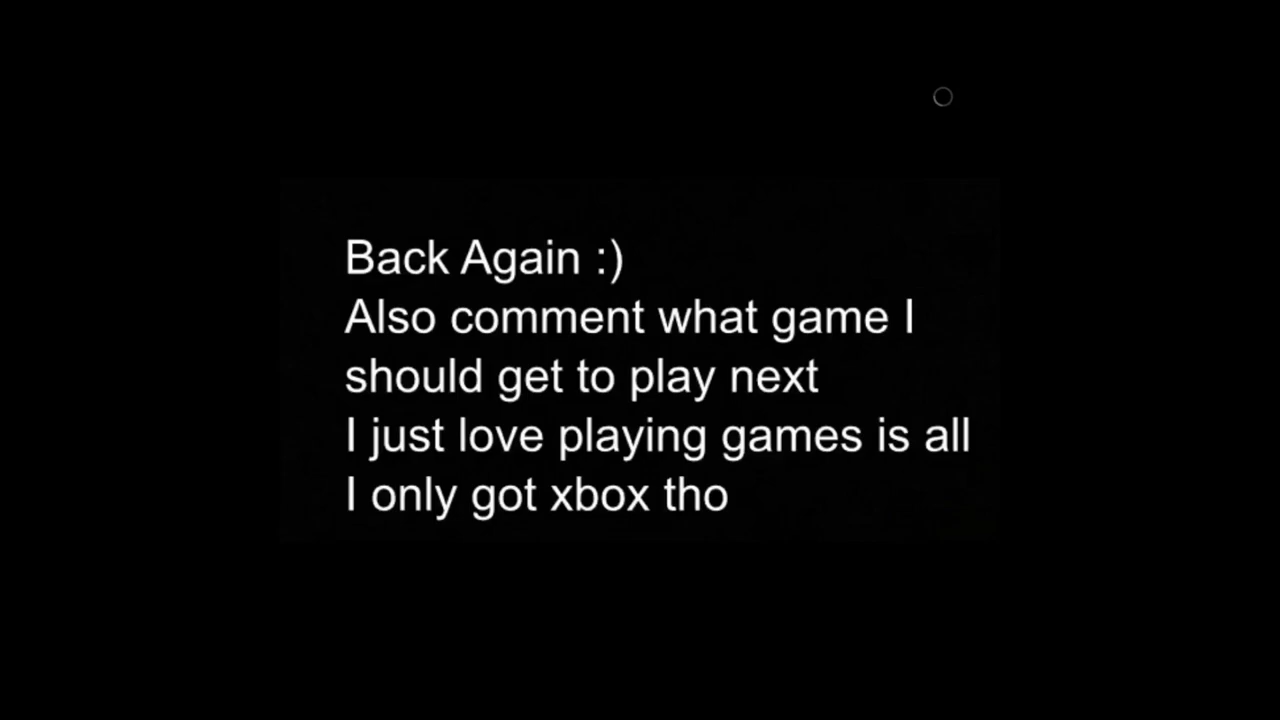 Back Again :)
Also comment what game I
should get to play next
I just love playing games is all
I only got xbox tho